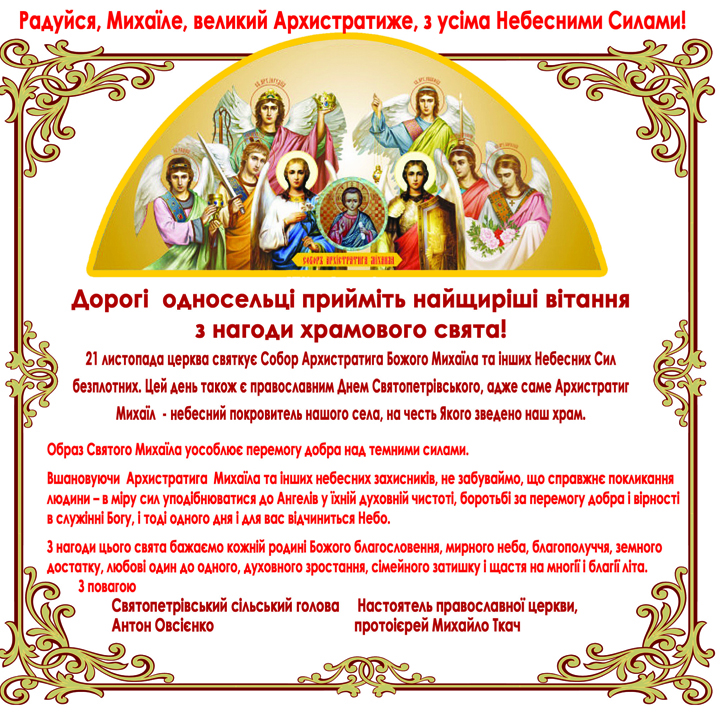 Радуйся, Михаїле, великий Архистратиже, з усіма Небесними Силами!
СОБОРЪ АРХІСТРАТИГА МІХАИЛА
Дорогі односельці прийміть найщиріші вітання
з нагоди храмового свята!
21 листопада церква святкує Собор Архистратига Божого Михаїла та інших Небесних Сил
безплотних. Цей день також є православним Днем Святопетрівського, адже саме Архистратиг
Михаїл - небесний покровитель нашого села, на честь Якого зведено наш храм.
Образ Святого Михаїла уособлює перемогу добра над темними силами.
Вшановуючи Архистратига Михаїла та інших небесних захисників, не забуваймо, що справжнє покликання
людини – в міру сил уподібнюватися до Ангелів у їхній духовній чистоті, боротьбі за перемогу добра і вірності
в служінні Богу, і тоді одного дня і для вас відчиниться Небо.
З нагоди цього свята бажаємо кожній родині Божого благословення, мирного неба, благополуччя, земного
достатку, любові один до одного, духовного зростання, сімейного затишку і щастя на многії і благії літа.
З повагою
Святопетрівський сільський голова Настоятель православної церкви,
Антон Овсієнко протоієрей Михайло Ткач